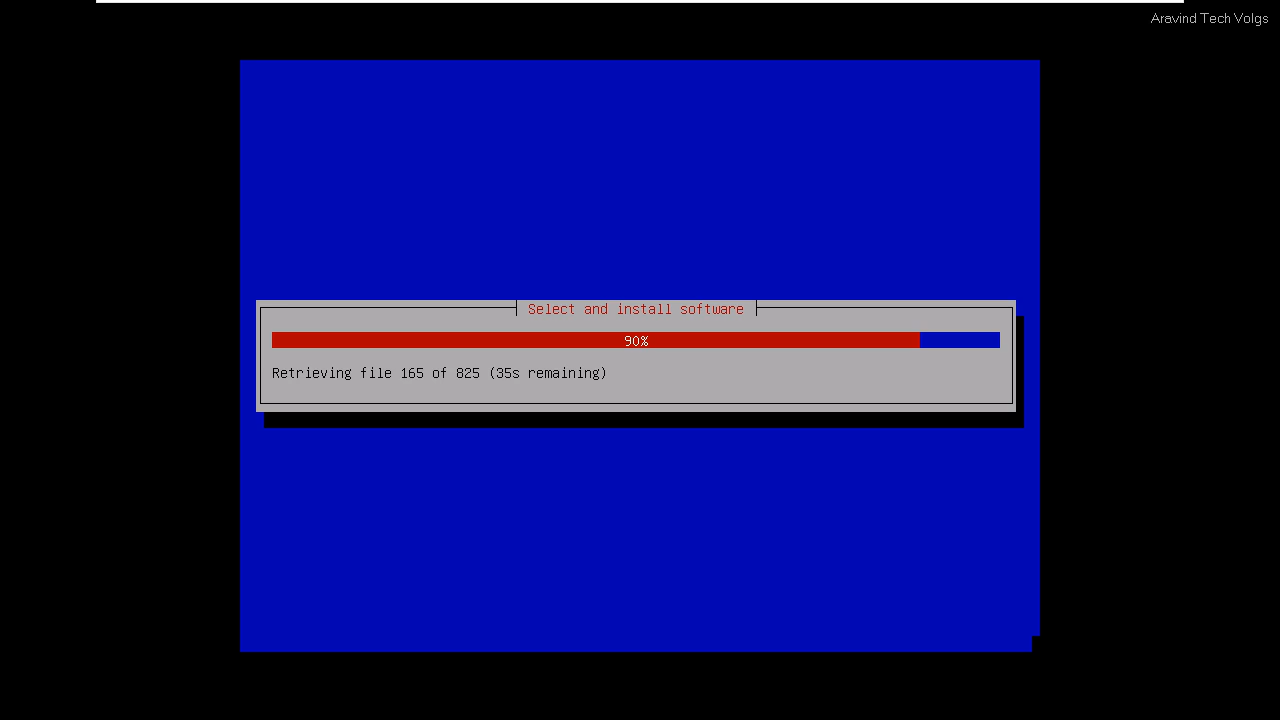 Aravind Tech Volgs
Select and install software
90%
Retrieving file 165 of 825 (35s remaining)